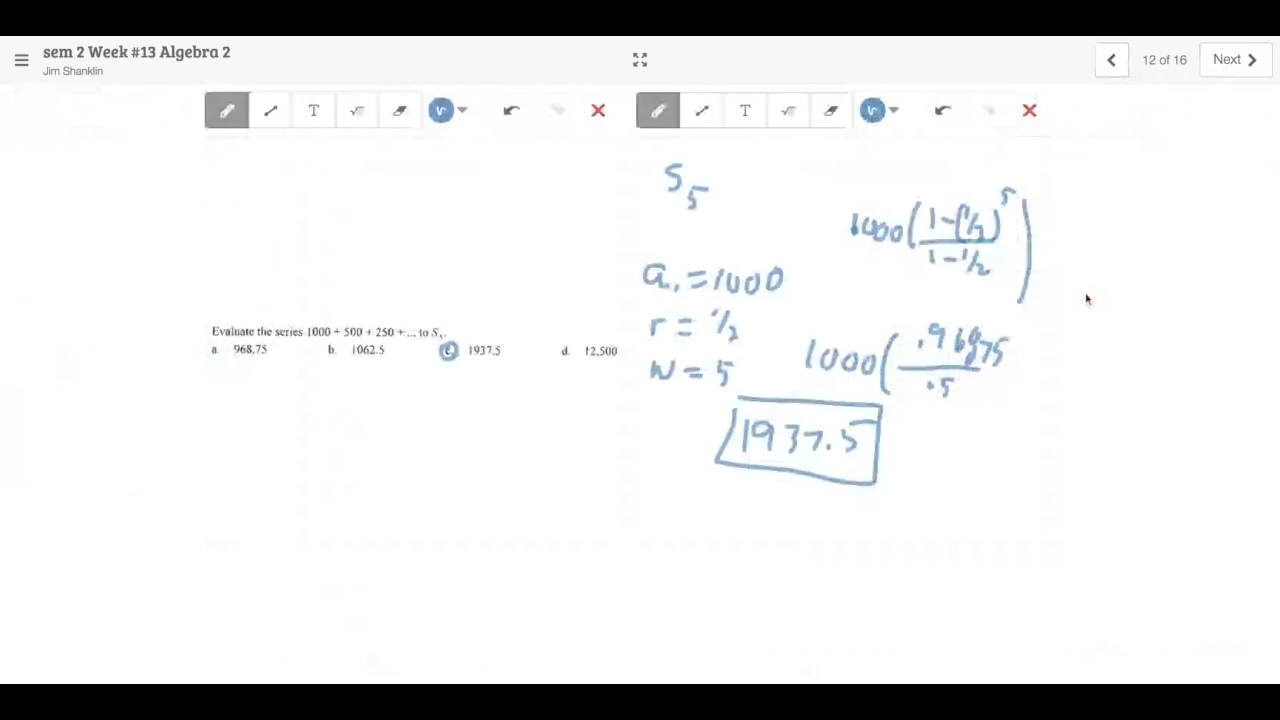 sem 2 Week #13 Algebra 2
Jim Shanklin
12 of 16
Next
T
T
Evaluate the series 1000 + 500 + 250 + ... to S
a. 968.75 b. 1062.5 c. 1937.5 d. 12,500
S5
a1 = 1000
r = 1/2
N = 5
1000(1-(1/2)^5 / 1-1/2)
1000( .96875 / .5
1937.5